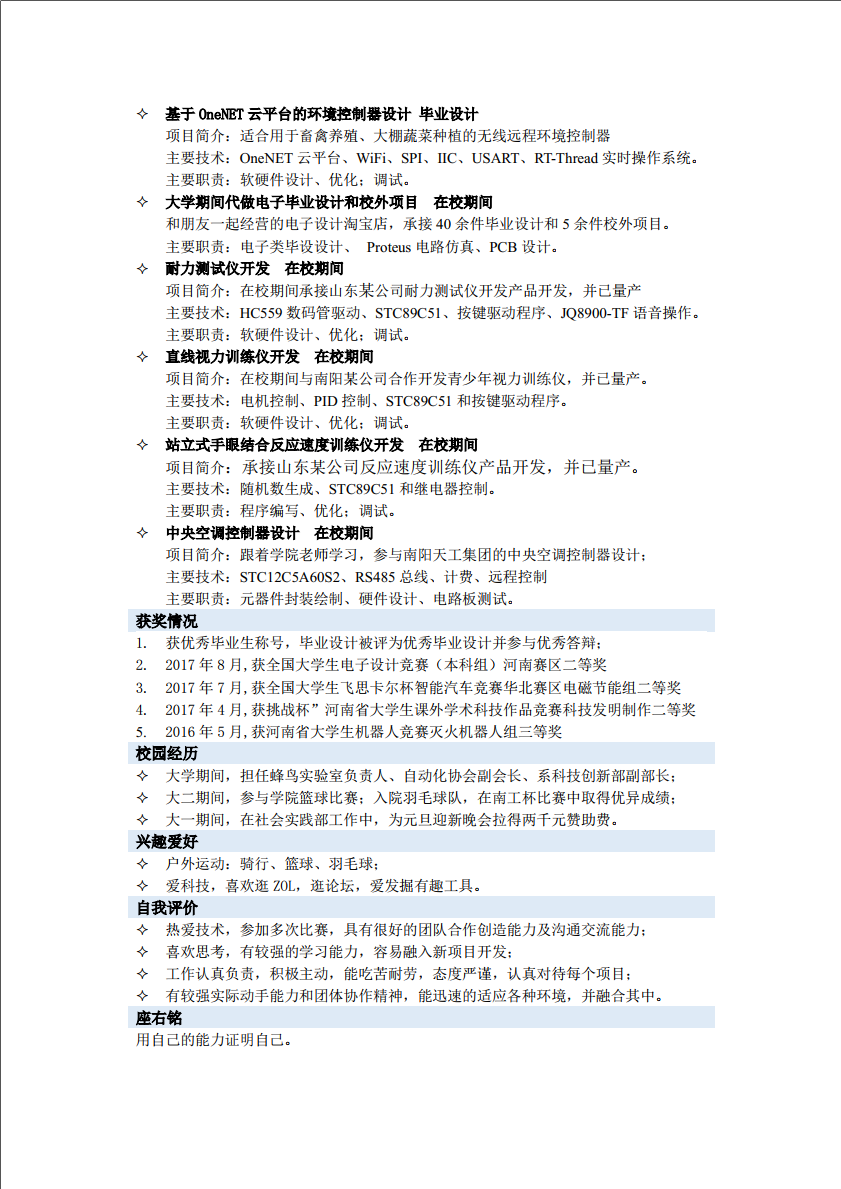 ✧ 基于 OneNET 云平台的环境控制器设计 毕业设计
项目简介：适合用于畜禽养殖、大棚蔬菜种植的无线远程环境控制器
主要技术：OneNET 云平台、WiFi、SPI、IIC、USART、RT-Thread 实时操作系统。
主要职责：软硬件设计、优化；调试。
✧ 大学期间代做电子毕业设计和校外项目 在校期间
和朋友一起经营的电子设计淘宝店，承接 40 余件毕业设计和 5 余件校外项目。
主要职责：电子类毕设设计、 Proteus 电路仿真、PCB 设计。
✧ 耐力测试仪开发 在校期间
项目简介：在校期间承接山东某公司耐力测试仪开发产品开发，并已量产
主要技术：HC559 数码管驱动、STC89C51、按键驱动程序、JQ8900-TF 语音操作。
主要职责：软硬件设计、优化；调试。
✧ 直线视力训练仪开发 在校期间
项目简介：在校期间与南阳某公司合作开发青少年视力训练仪，并已量产。
主要技术：电机控制、PID 控制、STC89C51 和按键驱动程序。
主要职责：软硬件设计、优化；调试。
✧ 站立式手眼结合反应速度训练仪开发 在校期间
项目简介：承接山东某公司反应速度训练仪产品开发，并已量产。
主要技术：随机数生成、STC89C51 和继电器控制。
主要职责：程序编写、优化；调试。
✧ 中央空调控制器设计 在校期间
项目简介：跟着学院老师学习，参与南阳天工集团的中央空调控制器设计；
主要技术：STC12C5A60S2、RS485 总线、计费、远程控制
主要职责：元器件封装绘制、硬件设计、电路板测试。
获奖情况
1. 获优秀毕业生称号，毕业设计被评为优秀毕业设计并参与优秀答辩；
2. 2017 年 8 月,获全国大学生电子设计竞赛（本科组）河南赛区二等奖
3. 2017 年 7 月,获全国大学生飞思卡尔杯智能汽车竞赛华北赛区电磁节能组二等奖
4. 2017 年 4 月,获挑战杯”河南省大学生课外学术科技作品竞赛科技发明制作二等奖
5. 2016 年 5 月,获河南省大学生机器人竞赛灭火机器人组三等奖
校园经历
✧ 大学期间，担任蜂鸟实验室负责人、自动化协会副会长、系科技创新部副部长；
✧ 大二期间，参与学院篮球比赛；入院羽毛球队，在南工杯比赛中取得优异成绩；
✧ 大一期间，在社会实践部工作中，为元旦迎新晚会拉得两千元赞助费。
兴趣爱好
✧ 户外运动：骑行、篮球、羽毛球；
✧ 爱科技，喜欢逛 ZOL，逛论坛，爱发掘有趣工具。
自我评价
✧ 热爱技术，参加多次比赛，具有很好的团队合作创造能力及沟通交流能力；
✧ 喜欢思考，有较强的学习能力，容易融入新项目开发；
✧ 工作认真负责，积极主动，能吃苦耐劳，态度严谨，认真对待每个项目；
✧ 有较强实际动手能力和团体协作精神，能迅速的适应各种环境，并融合其中。
座右铭
用自己的能力证明自己。